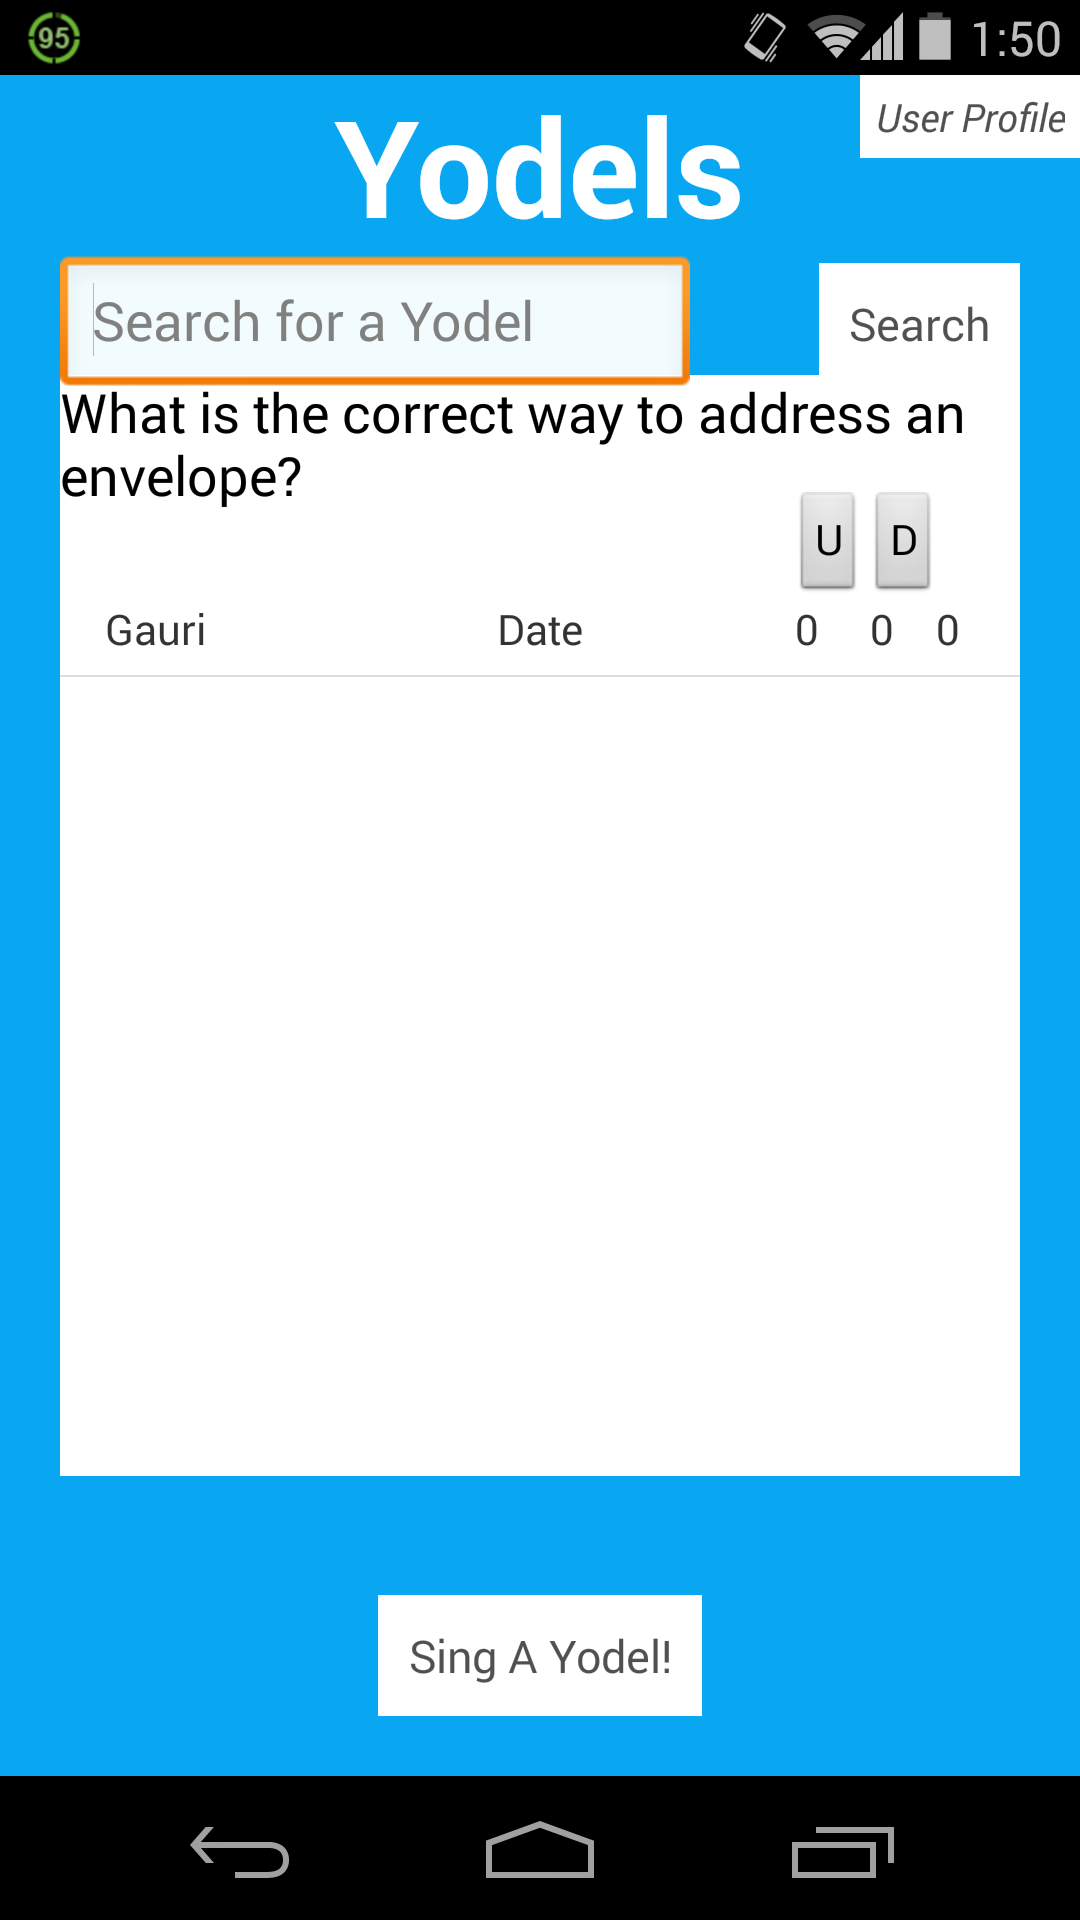 95
1:50
User Profile
Yodels
Search for a Yodel
Search
What is the correct way to address an
envelope?
U D
Gauri Date 0 0 0
Sing A Yodel!